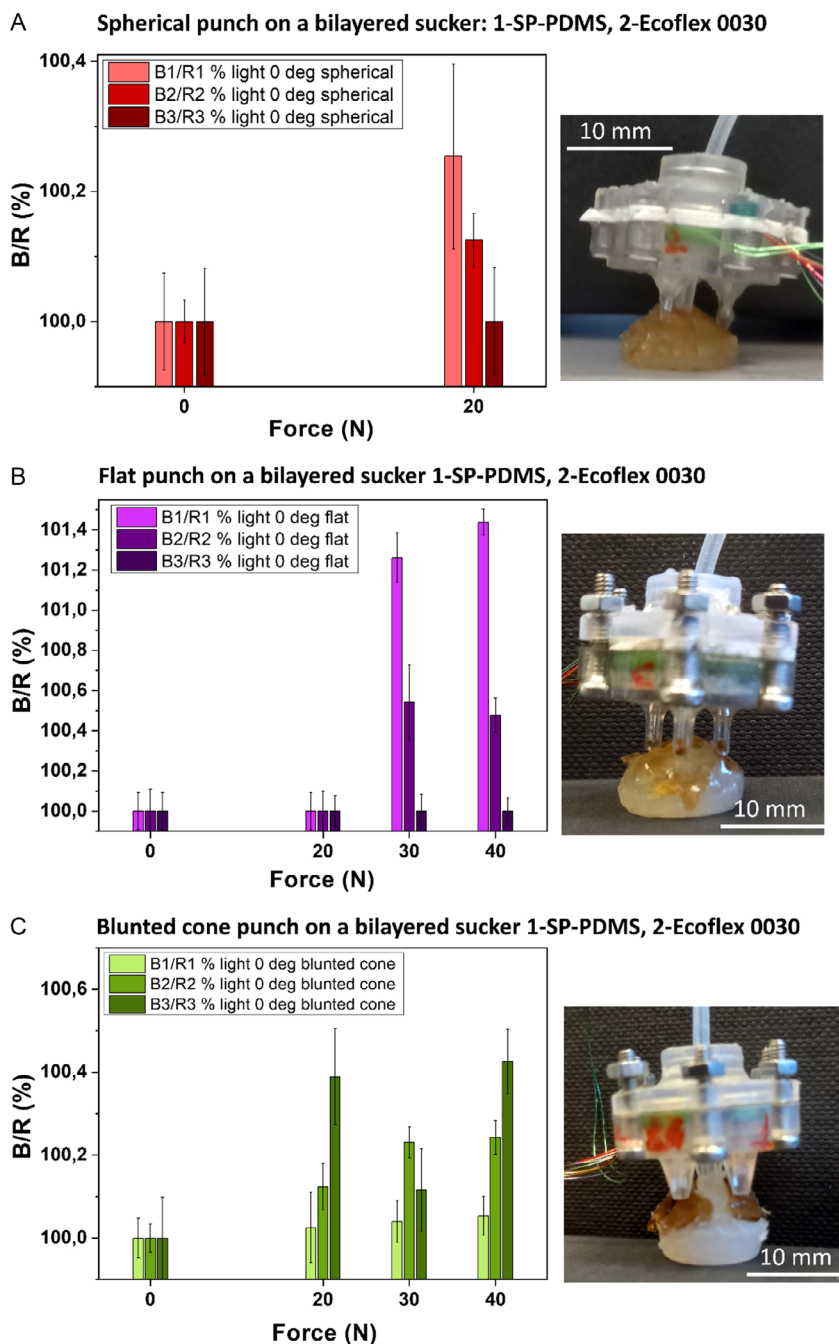 A
Spherical punch on a bilayered sucker: 1-SP-PDMS, 2-Ecoflex 0030
100,4
100,2
100,0
B/R (%)
B1/R1 % light 0 deg spherical
B2/R2 % light 0 deg spherical
B3/R3 % light 0 deg spherical
0
20
Force (N)
10 mm
B
Flat punch on a bilayered sucker 1-SP-PDMS, 2-Ecoflex 0030
101,4
101,2
101,0
100,8
100,6
100,4
100,2
100,0
B/R (%)
B1/R1 % light 0 deg flat
B2/R2 % light 0 deg flat
B3/R3 % light 0 deg flat
0
20
30
40
Force (N)
10 mm
C
Blunted cone punch on a bilayered sucker 1-SP-PDMS, 2-Ecoflex 0030
100,6
100,4
100,2
100,0
B/R (%)
B1/R1 % light 0 deg blunted cone
B2/R2 % light 0 deg blunted cone
B3/R3 % light 0 deg blunted cone
0
20
30
40
Force (N)
10 mm